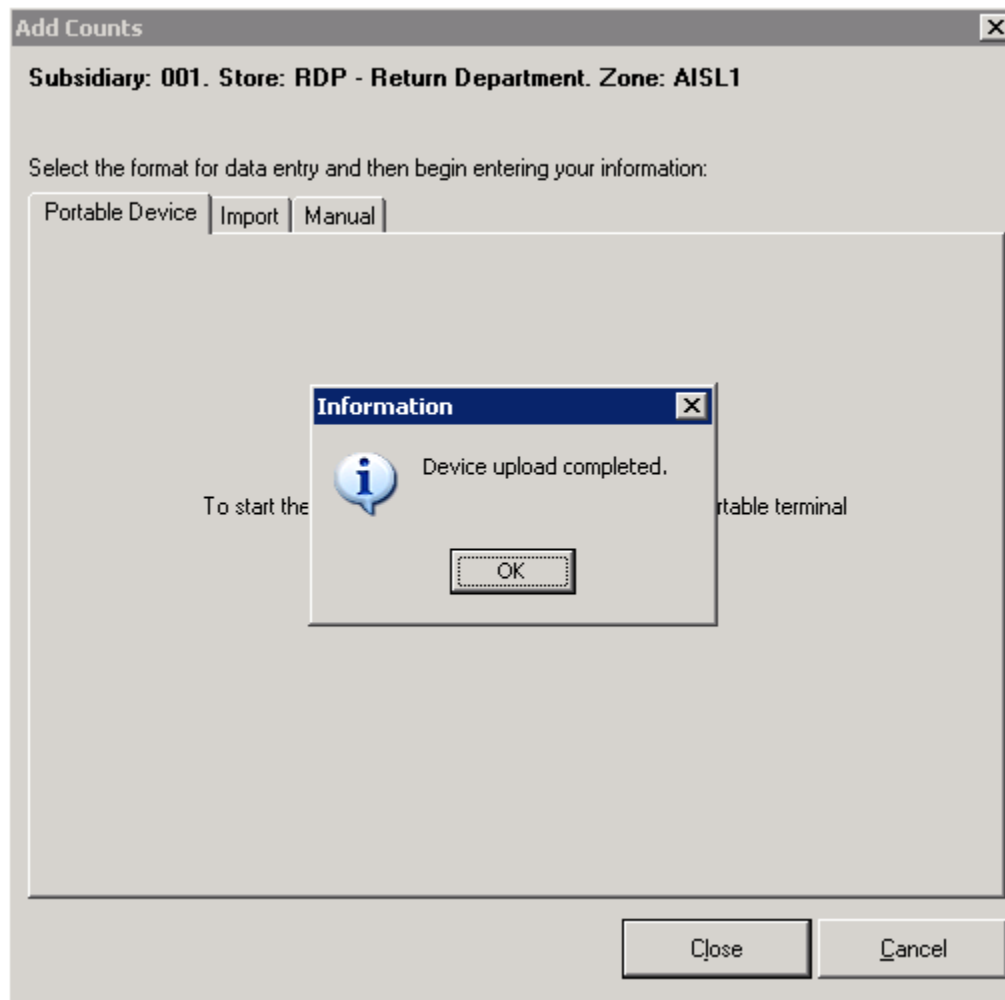 Add Counts
Subsidiary: 001. Store: RDP - Return Department. Zone: AISL1
Select the format for data entry and then begin entering your information:
Portable Device Import Manual
Information
Device upload completed.
To start the rtable terminal
OK
Close Cancel